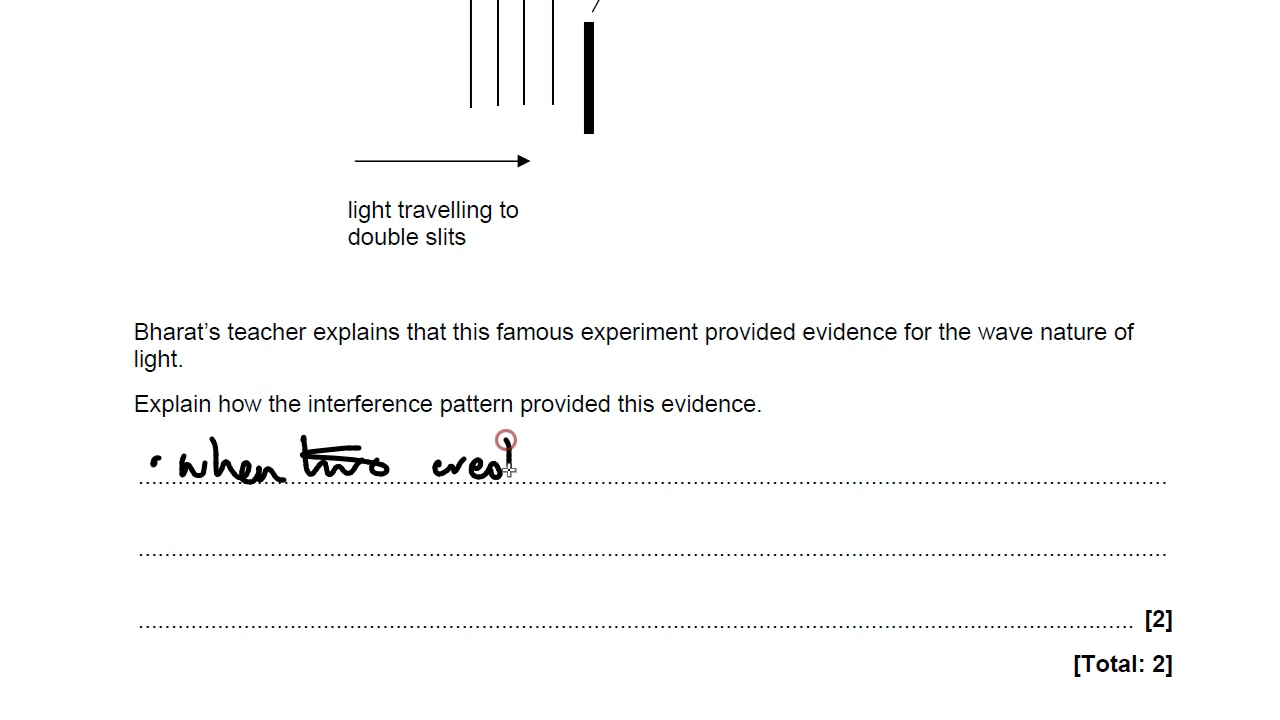 light travelling to
double slits
Bharat’s teacher explains that this famous experiment provided evidence for the wave nature of
light.
Explain how the interference pattern provided this evidence.
• when two
[2]
[Total: 2]